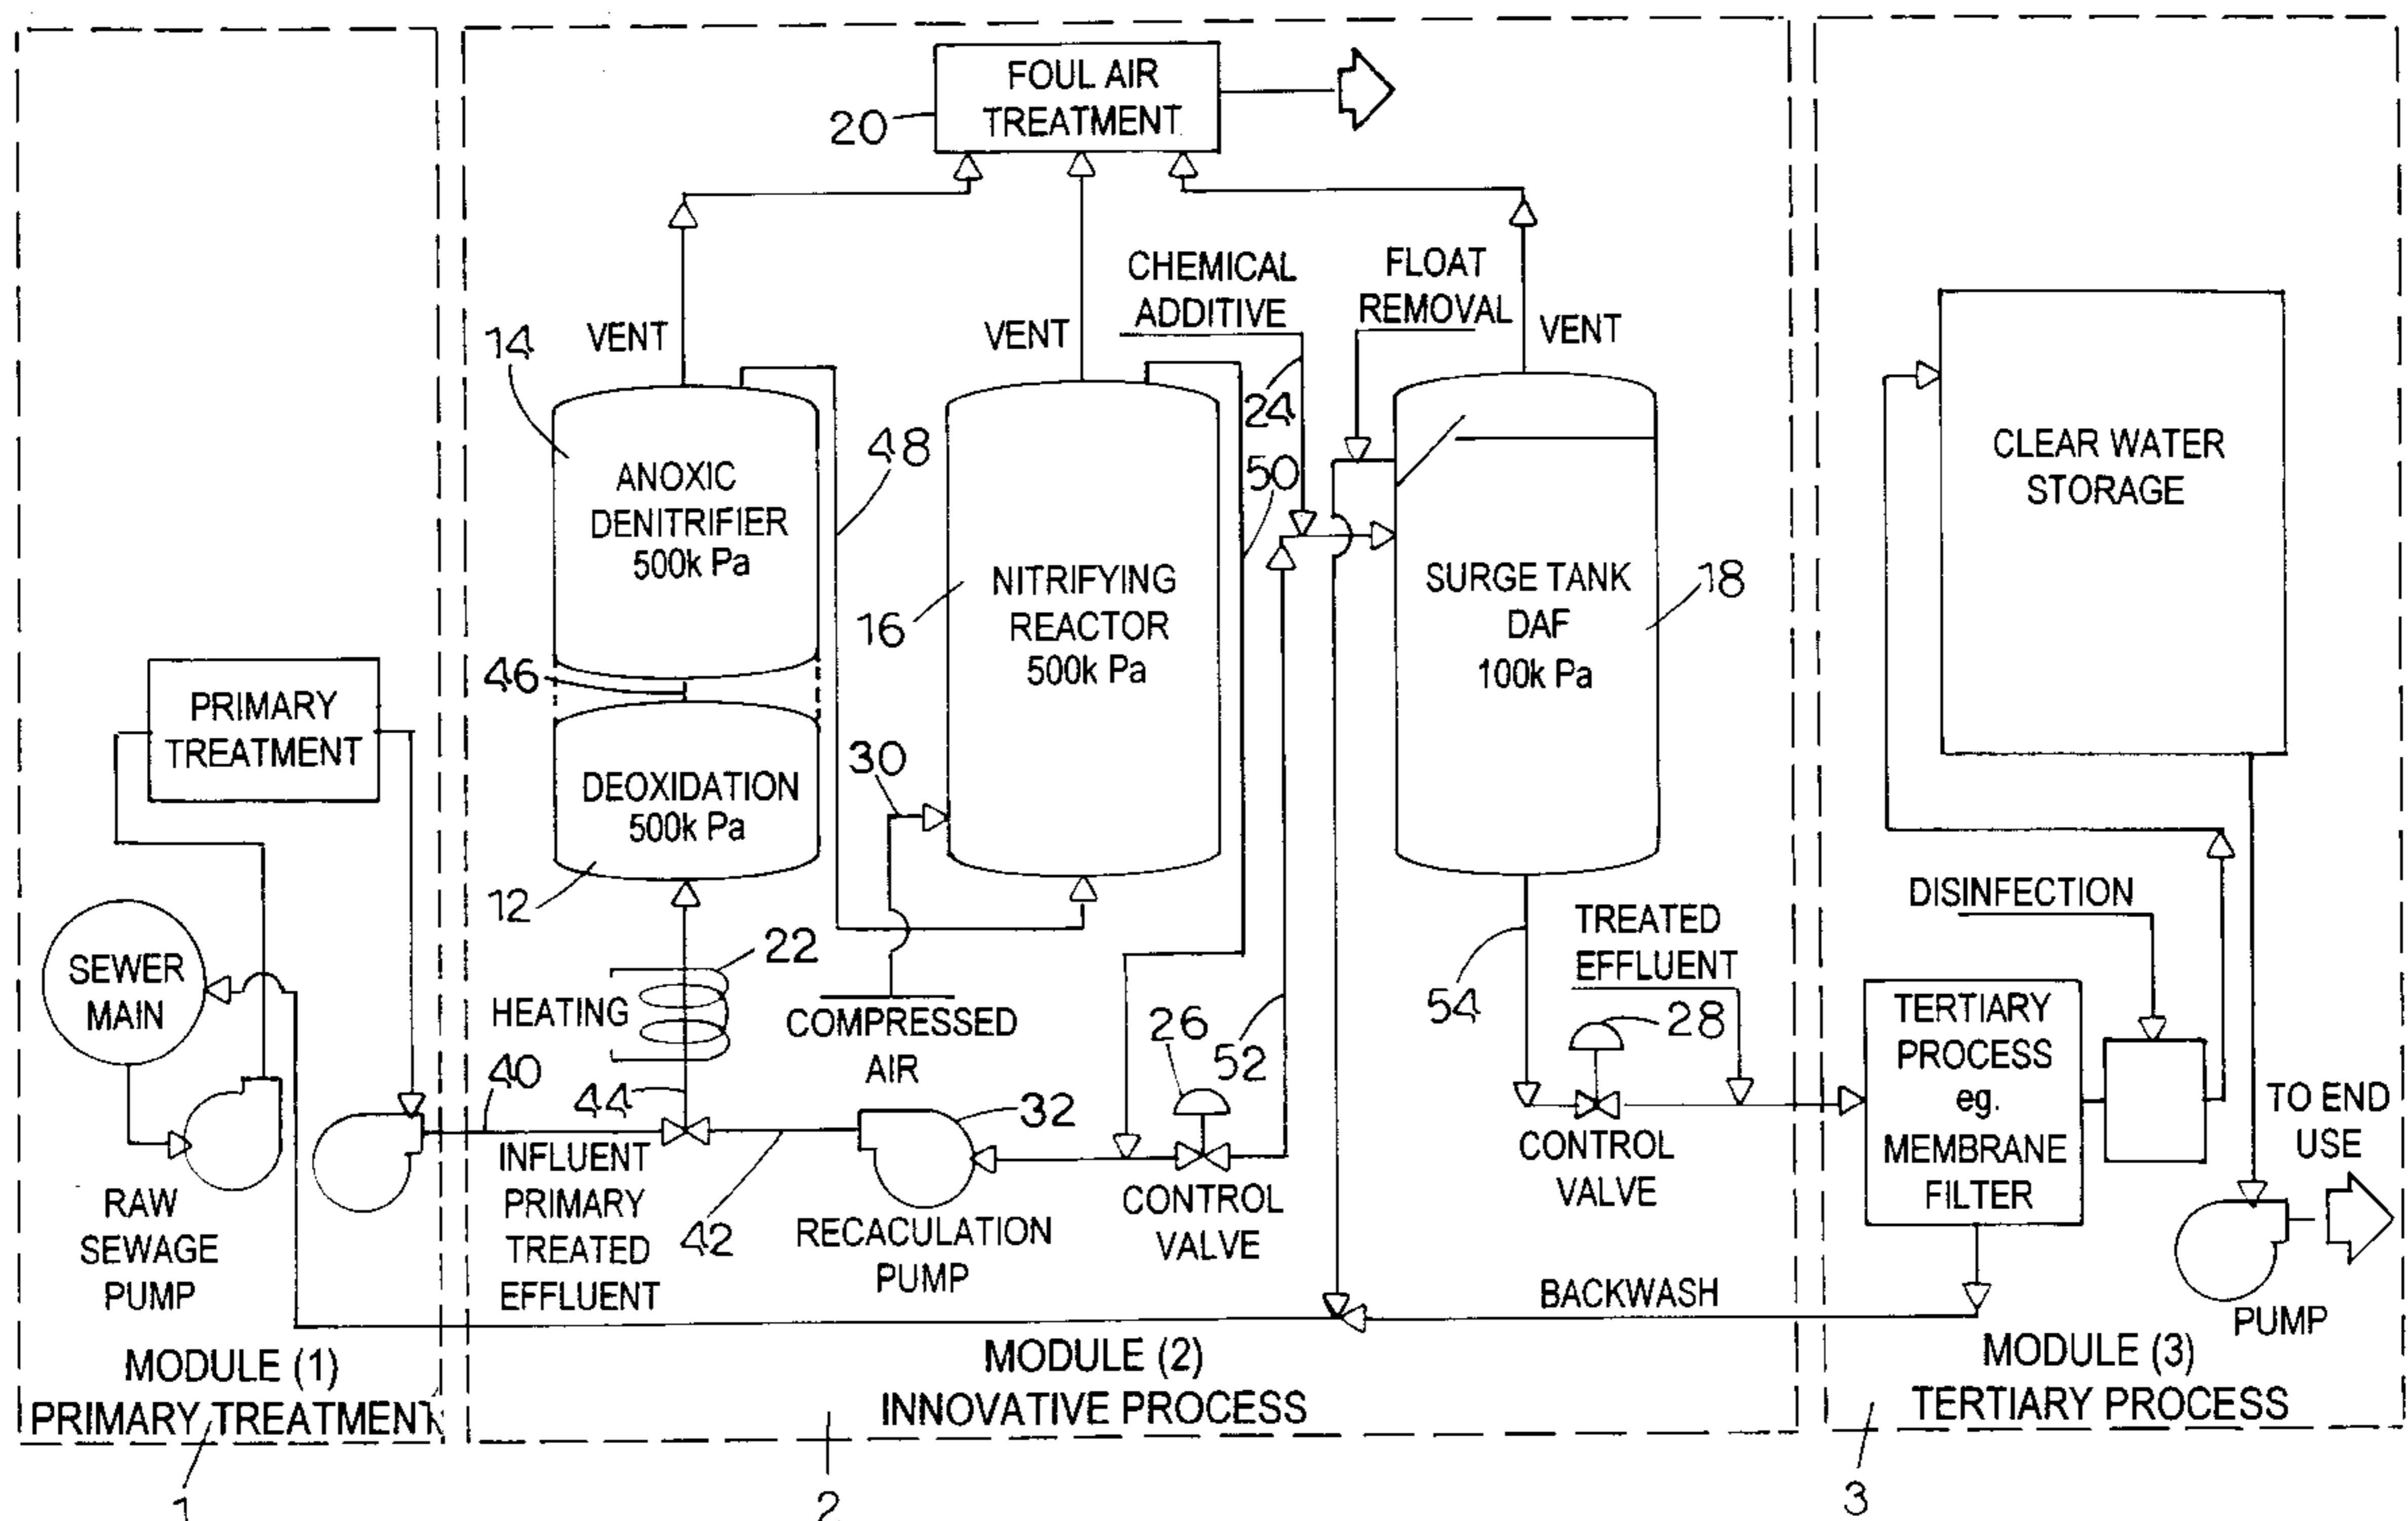 FOUL AIR
TREATMENT
20
CHEMICAL
ADDITIVE
FLOAT
REMOVAL
VENT
VENT
VENT
14
24
48
50
ANOXIC
DENITRIFIER
500k Pa
CLEAR WATER
STORAGE
16
NITRIFYING
REACTOR
500k Pa
SURGE TANK
DAF
100k Pa
18
46
PRIMARY
TREATMENT
30
DEOXIDATION
500k Pa
12
DISINFECTION
TREATED
EFFLUENT
22
SEWER
MAIN
HEATING
COMPRESSED
AIR
54
28
26
52
TERTIARY
PROCESS
eg.
MEMBRANE
FILTER
40
44
32
TO END
USE
INFLUENT
PRIMARY
TREATED
EFFLUENT
42
RECACULATION
PUMP
CONTROL
VALVE
CONTROL
VALVE
RAW
SEWAGE
PUMP
BACKWASH
PUMP
MODULE (1)
PRIMARY TREATMENT
MODULE (2)
INNOVATIVE PROCESS
MODULE (3)
TERTIARY PROCESS
1
2
3